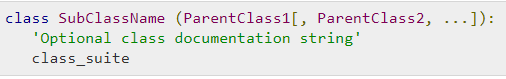 class SubClassName (ParentClass1[, ParentClass2, ...]):
   'Optional class documentation string'
   class_suite